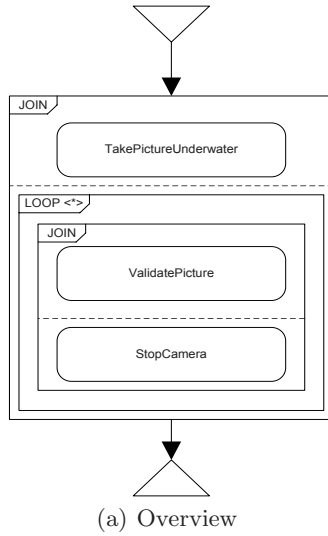 JOIN
TakePictureUnderwater
LOOP <*>
JOIN
ValidatePicture
StopCamera
(a) Overview